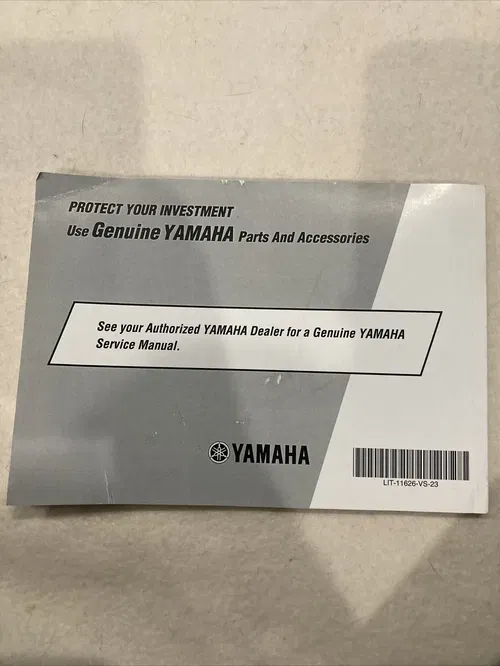 PROTECT YOUR INVESTMENT
Use Genuine YAMAHA Parts And Accessories
See your Authorized YAMAHA Dealer for a Genuine YAMAHA
Service Manual.
YAMAHA
LIT-11626-VS-23